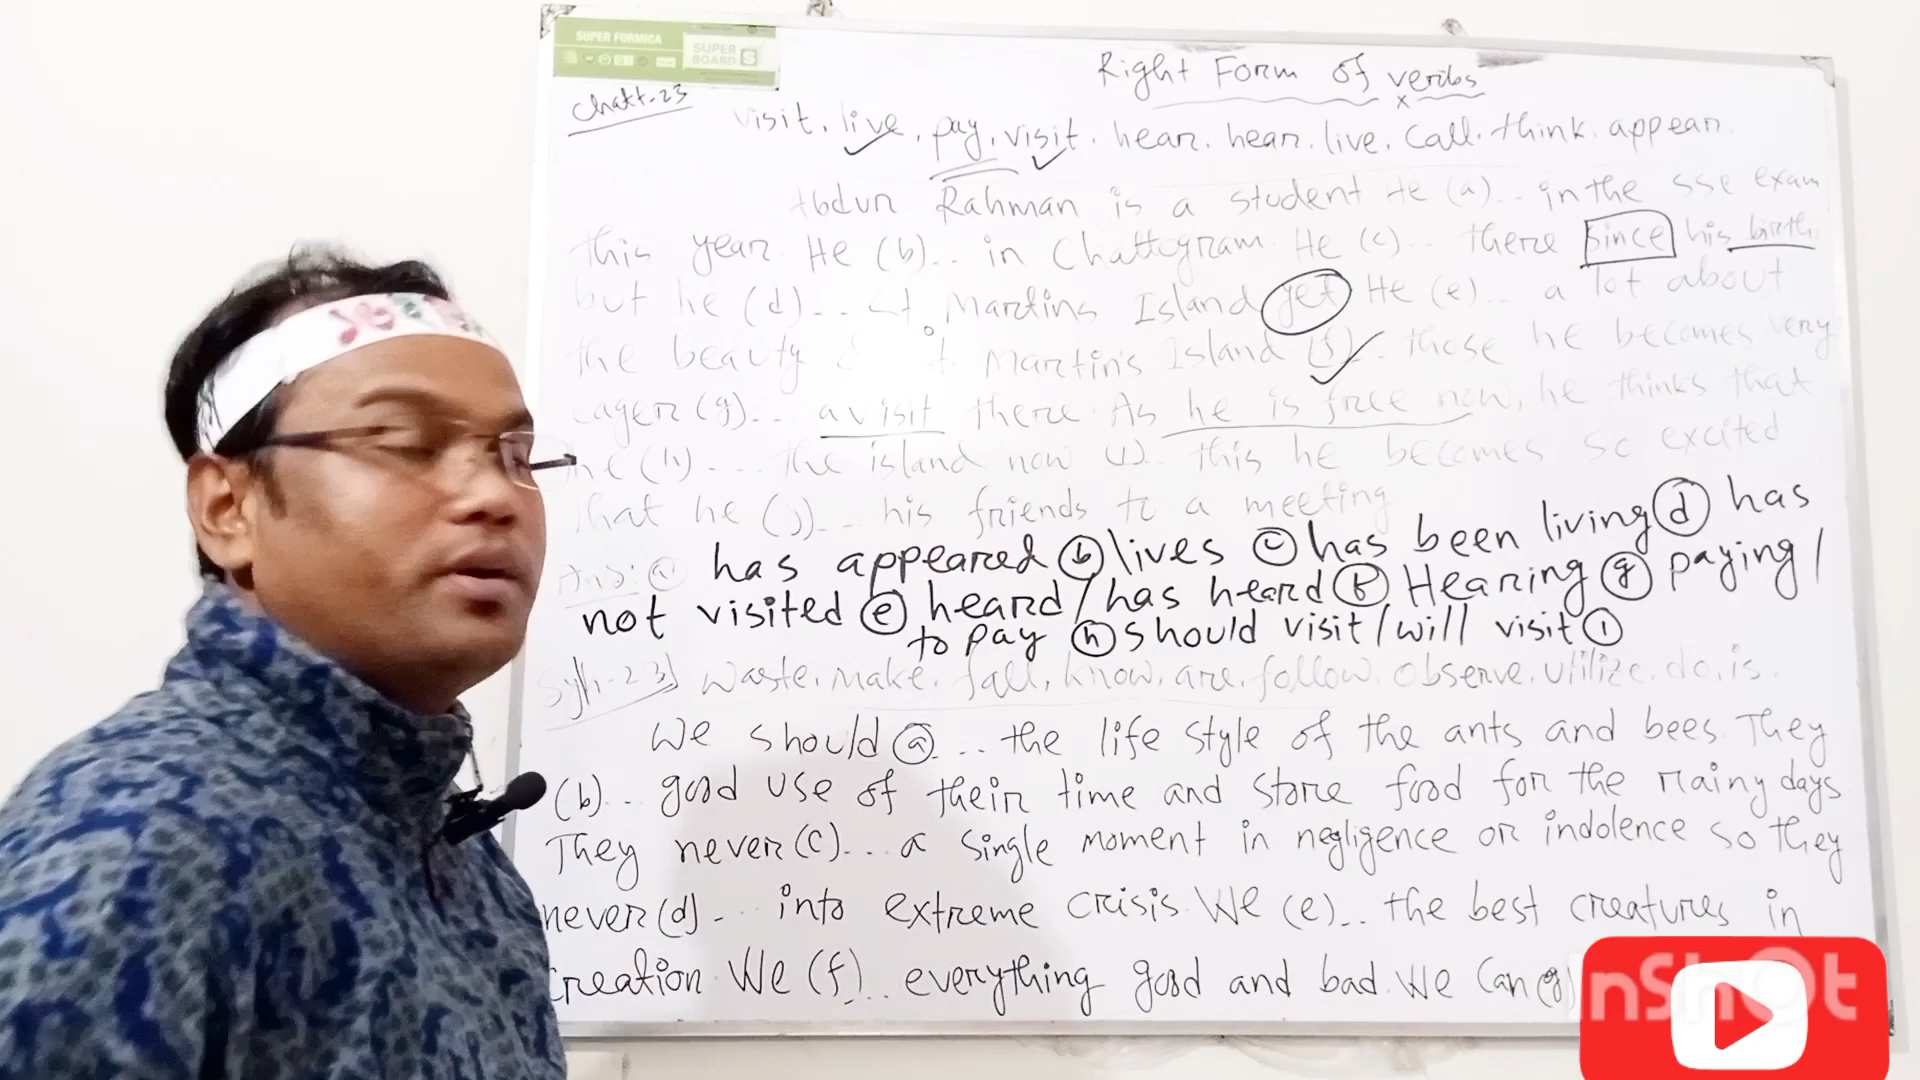 SUPER FORMICA
SUPER BOARD S
Right Form of verbs
x
Chatt-23
visit, live, pay, visit, hear, hear, live, call, think, appear
Abdur Rahman is a student He (a)... in the SSC exam
this year. He (b)... in Chattogram. He (c)... there since his birth.
but he (d)... St Martins Island yet He (e)... a lot about
the beauty Martin's Island (f). those he becomes very
eager (g)... a visit there. As he is free now, he thinks that
he (h)... the island now (i) this he becomes so excited
that he (j)... his friends to a meeting
Ans: (a) has appeared (b) lives (c) has been living (d) has
not visited (e) heard/has heard (f) Hearing (g) paying/
to pay (h) should visit/will visit (i)
Syl-23) Waste, make, fall, know, are, follow, observe, utilize, do, is.
We should (a)... the life style of the ants and bees. They
(b)... good use of their time and store food for the rainy days
They never (c)... a single moment in negligence or indolence so they
never (d)... into extreme crisis. We (e)... the best creatures in
creation We (f)... everything good and bad. We can (g)
InShOt